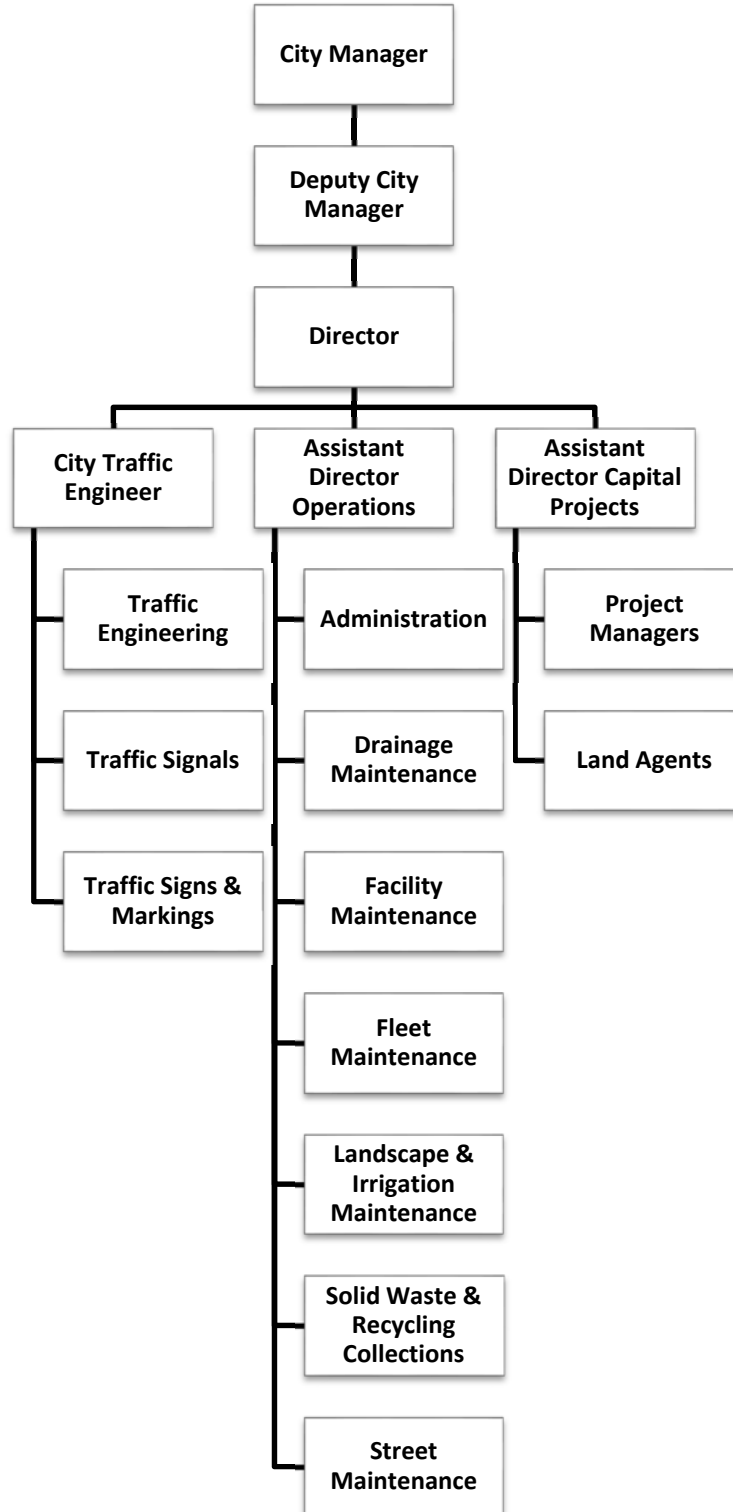 City Manager
Deputy City
Manager
Director
City Traffic
Engineer
Assistant
Director
Operations
Assistant
Director Capital
Projects
Traffic
Engineering
Administration
Project
Managers
Traffic Signals
Drainage
Maintenance
Land Agents
Traffic Signs &
Markings
Facility
Maintenance
Fleet
Maintenance
Landscape &
Irrigation
Maintenance
Solid Waste &
Recycling
Collections
Street
Maintenance